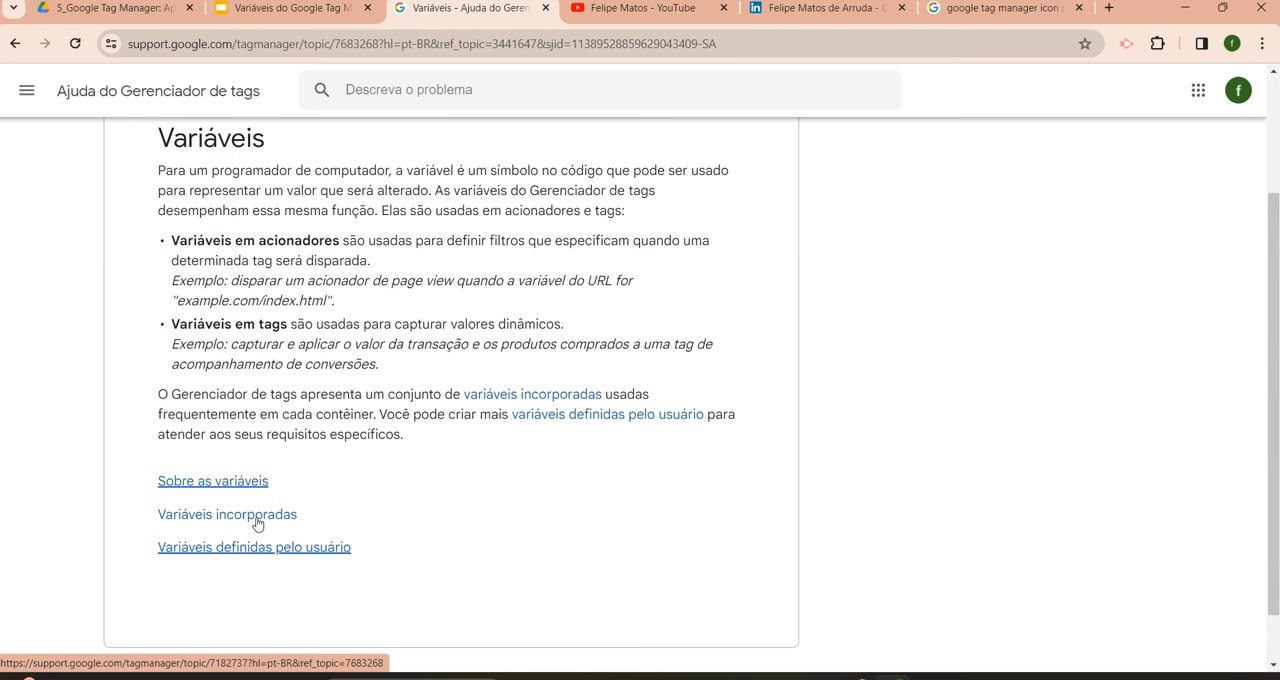 5_Google Tag Manager: Ap
Variáveis do Google Tag M
Variáveis - Ajuda do Geren
Felipe Matos - YouTube
Felipe Matos de Arruda - C
google tag manager icon
support.google.com/tagmanager/topic/7683268?hl=pt-BR&ref_topic=3441647&sjid=11389528859629043409-SA
f
Ajuda do Gerenciador de tags
Descreva o problema
f
Variáveis
Para um programador de computador, a variável é um símbolo no código que pode ser usado
para representar um valor que será alterado. As variáveis do Gerenciador de tags
desempenham essa mesma função. Elas são usadas em acionadores e tags:
• Variáveis em acionadores são usadas para definir filtros que especificam quando uma
determinada tag será disparada.
Exemplo: disparar um acionador de page view quando a variável do URL for
"example.com/index.html".
• Variáveis em tags são usadas para capturar valores dinâmicos.
Exemplo: capturar e aplicar o valor da transação e os produtos comprados a uma tag de
acompanhamento de conversões.
O Gerenciador de tags apresenta um conjunto de variáveis incorporadas usadas
frequentemente em cada contêiner. Você pode criar mais variáveis definidas pelo usuário para
atender aos seus requisitos específicos.
Sobre as variáveis
Variáveis incorporadas
Variáveis definidas pelo usuário
https://support.google.com/tagmanager/topic/7182737?hl=pt-BR&ref_topic=7683268